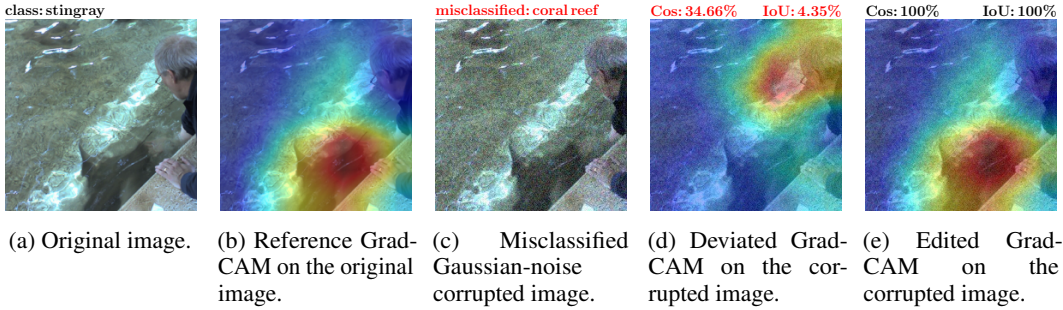 class: stingray
misclassified: coral reef
Cos: 34.66% IoU: 4.35%
Cos: 100% IoU: 100%
(a) Original image.
(b) Reference Grad-
CAM on the original
image.
(c) Misclassified
Gaussian-noise
corrupted image.
(d) Deviated Grad-
CAM on the cor-
rupted image.
(e) Edited Grad-
CAM on the
corrupted image.